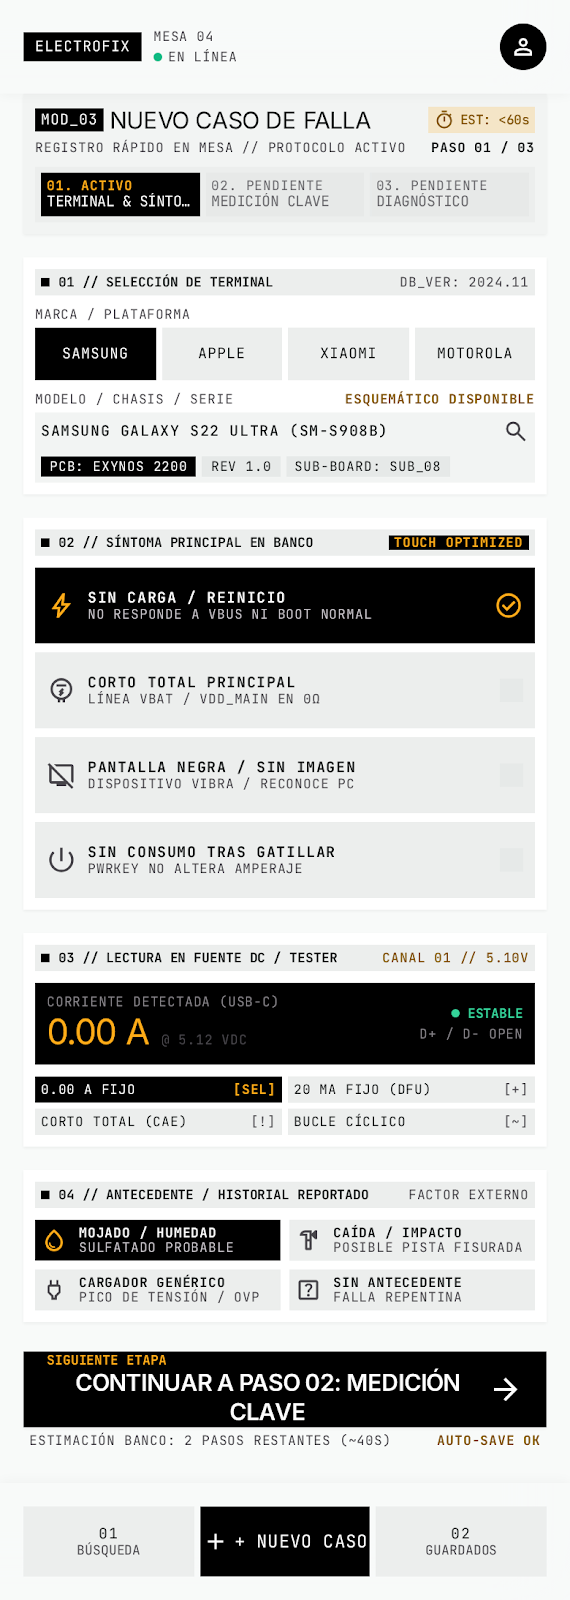 ELECTROFIX
MESA 04
EN LÍNEA
MOD_03 NUEVO CASO DE FALLA
EST: <60s
REGISTRO RÁPIDO EN MESA // PROTOCOLO ACTIVO
PASO 01 / 03
01. ACTIVO
TERMINAL & SÍNTO…
02. PENDIENTE
MEDICIÓN CLAVE
03. PENDIENTE
DIAGNÓSTICO
■ 01 // SELECCIÓN DE TERMINAL
DB_VER: 2024.11
MARCA / PLATAFORMA
SAMSUNG
APPLE
XIAOMI
MOTOROLA
MODELO / CHASIS / SERIE
ESQUEMÁTICO DISPONIBLE
SAMSUNG GALAXY S22 ULTRA (SM-S908B)
PCB: EXYNOS 2200
REV 1.0
SUB-BOARD: SUB_08
■ 02 // SÍNTOMA PRINCIPAL EN BANCO
TOUCH OPTIMIZED
SIN CARGA / REINICIO
NO RESPONDE A VBUS NI BOOT NORMAL
CORTO TOTAL PRINCIPAL
LÍNEA VBAT / VDD_MAIN EN 0Ω
PANTALLA NEGRA / SIN IMAGEN
DISPOSITIVO VIBRA / RECONOCE PC
SIN CONSUMO TRAS GATILLAR
PWRKEY NO ALTERA AMPERAJE
■ 03 // LECTURA EN FUENTE DC / TESTER
CANAL 01 // 5.10V
CORRIENTE DETECTADA (USB-C)
0.00 A @ 5.12 VDC
ESTABLE
D+ / D- OPEN
0.00 A FIJO [SEL]
20 MA FIJO (DFU) [+]
CORTO TOTAL (CAE) [!]
BUCLE CÍCLICO [~]
■ 04 // ANTECEDENTE / HISTORIAL REPORTADO
FACTOR EXTERNO
MOJADO / HUMEDAD
SULFATADO PROBABLE
CAÍDA / IMPACTO
POSIBLE PISTA FISURADA
CARGADOR GENÉRICO
PICO DE TENSIÓN / OVP
SIN ANTECEDENTE
FALLA REPENTINA
SIGUIENTE ETAPA
CONTINUAR A PASO 02: MEDICIÓN
CLAVE
ESTIMACIÓN BANCO: 2 PASOS RESTANTES (~40S)
AUTO-SAVE OK
01
BÚSQUEDA
+ NUEVO CASO
02
GUARDADOS